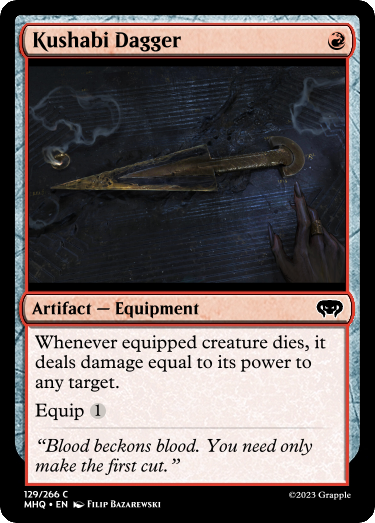 Kushabi Dagger
Artifact — Equipment
Whenever equipped creature dies, it
deals damage equal to its power to
any target.
Equip 1
“Blood beckons blood. You need only
make the first cut.”
129/266 C
MHQ • EN Filip Bazarewski
©2023 Grapple